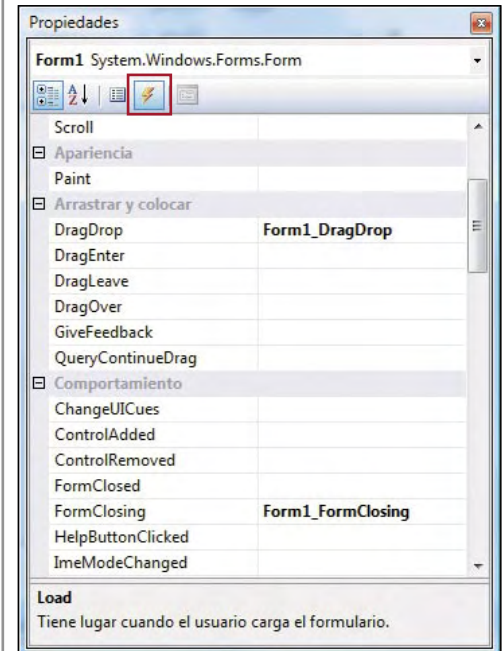 Propiedades
Form1 System.Windows.Forms.Form
Scroll
Apariencia
Paint
Arrastrar y colocar
DragDrop Form1_DragDrop
DragEnter
DragLeave
DragOver
GiveFeedback
QueryContinueDrag
Comportamiento
ChangeUICues
ControlAdded
ControlRemoved
FormClosed
FormClosing Form1_FormClosing
HelpButtonClicked
ImeModeChanged
Load
Tiene lugar cuando el usuario carga el formulario.